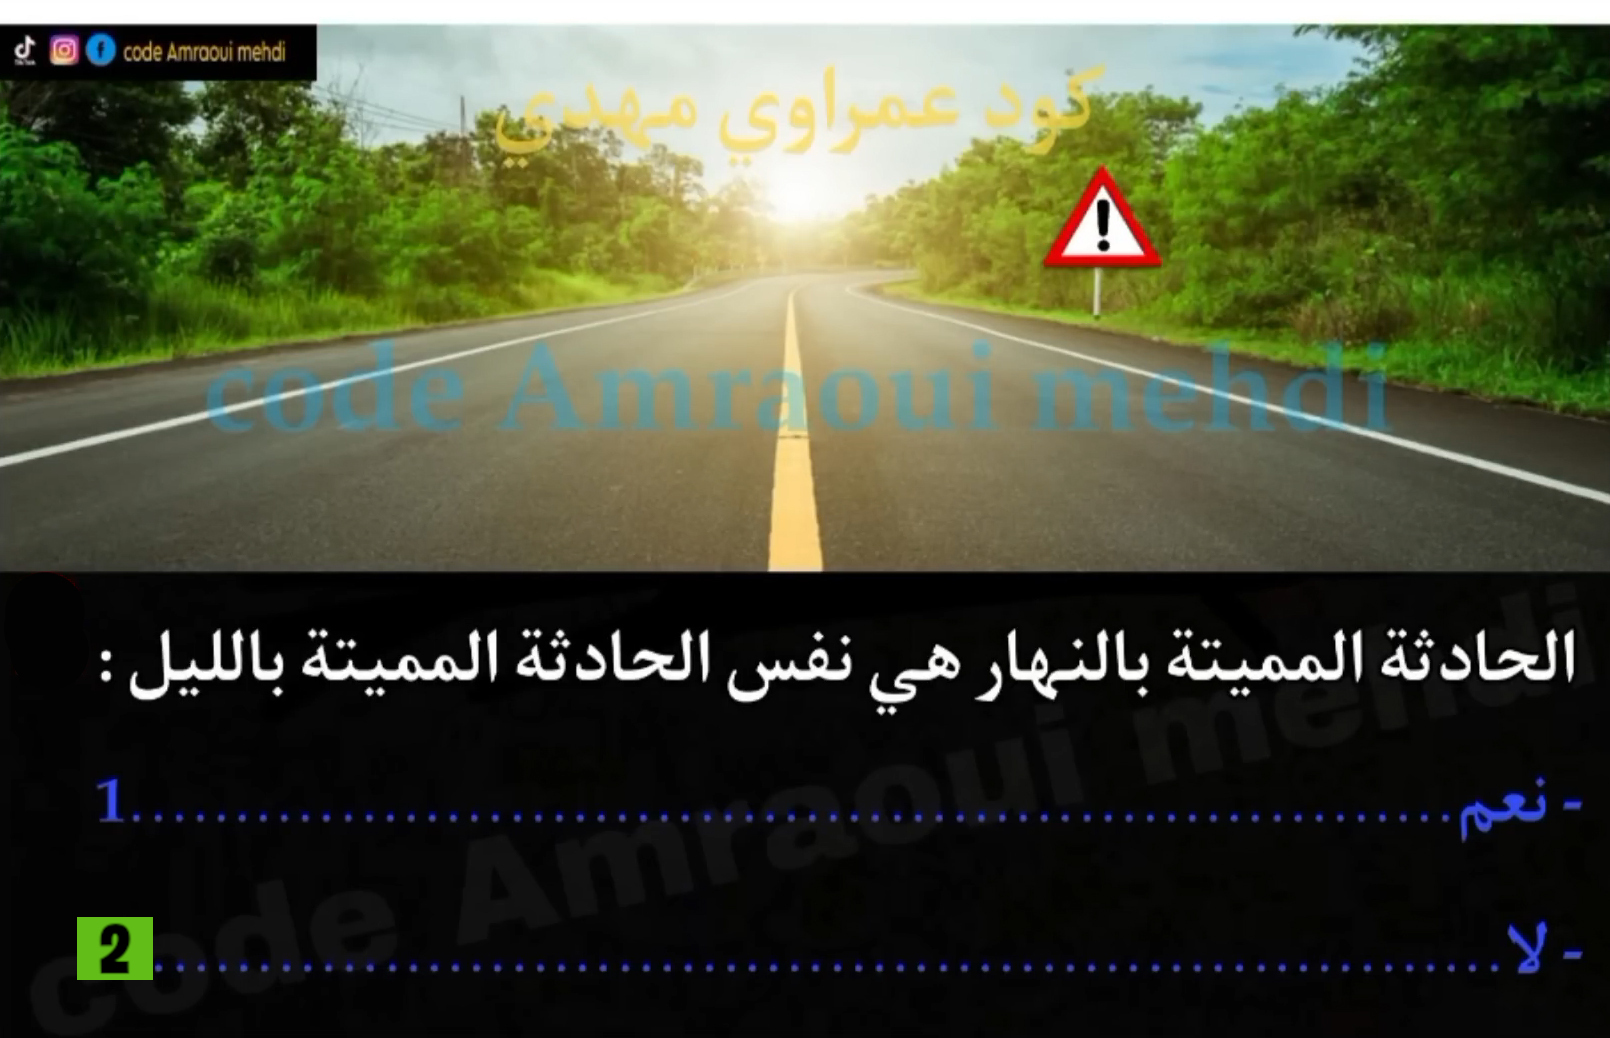 code Amraoui mehdi
كود عمراوي مهدي
code Amraoui mehdi
الحادثة المميتة بالنهار هي نفس الحادثة المميتة بالليل :
- نعم....................................................1
- لا....................................................2
code Amraoui mehdi